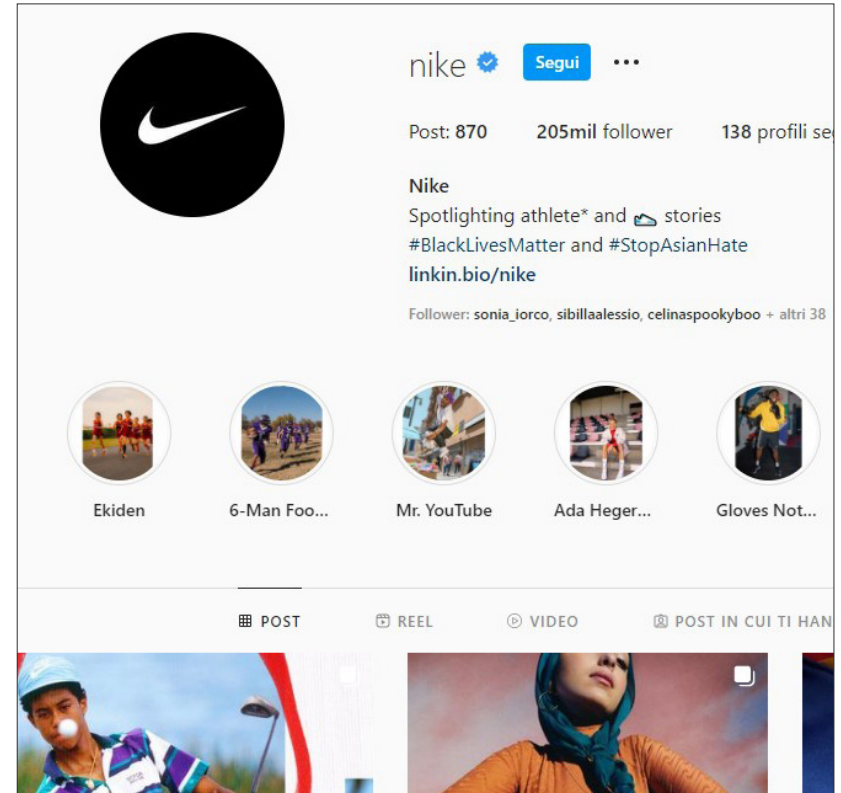 nike
Segui
Post: 870 205mil follower 138 profili seg
Nike
Spotlighting athlete* and 👟 stories
#BlackLivesMatter and #StopAsianHate
linkin.bio/nike
Follower: sonia_iorco, sibillaalessio, celinaspookyboo + altri 38
Ekiden
6-Man Foo...
Mr. YouTube
Ada Heger...
Gloves Not...
POST
REEL
VIDEO
POST IN CUI TI HAN